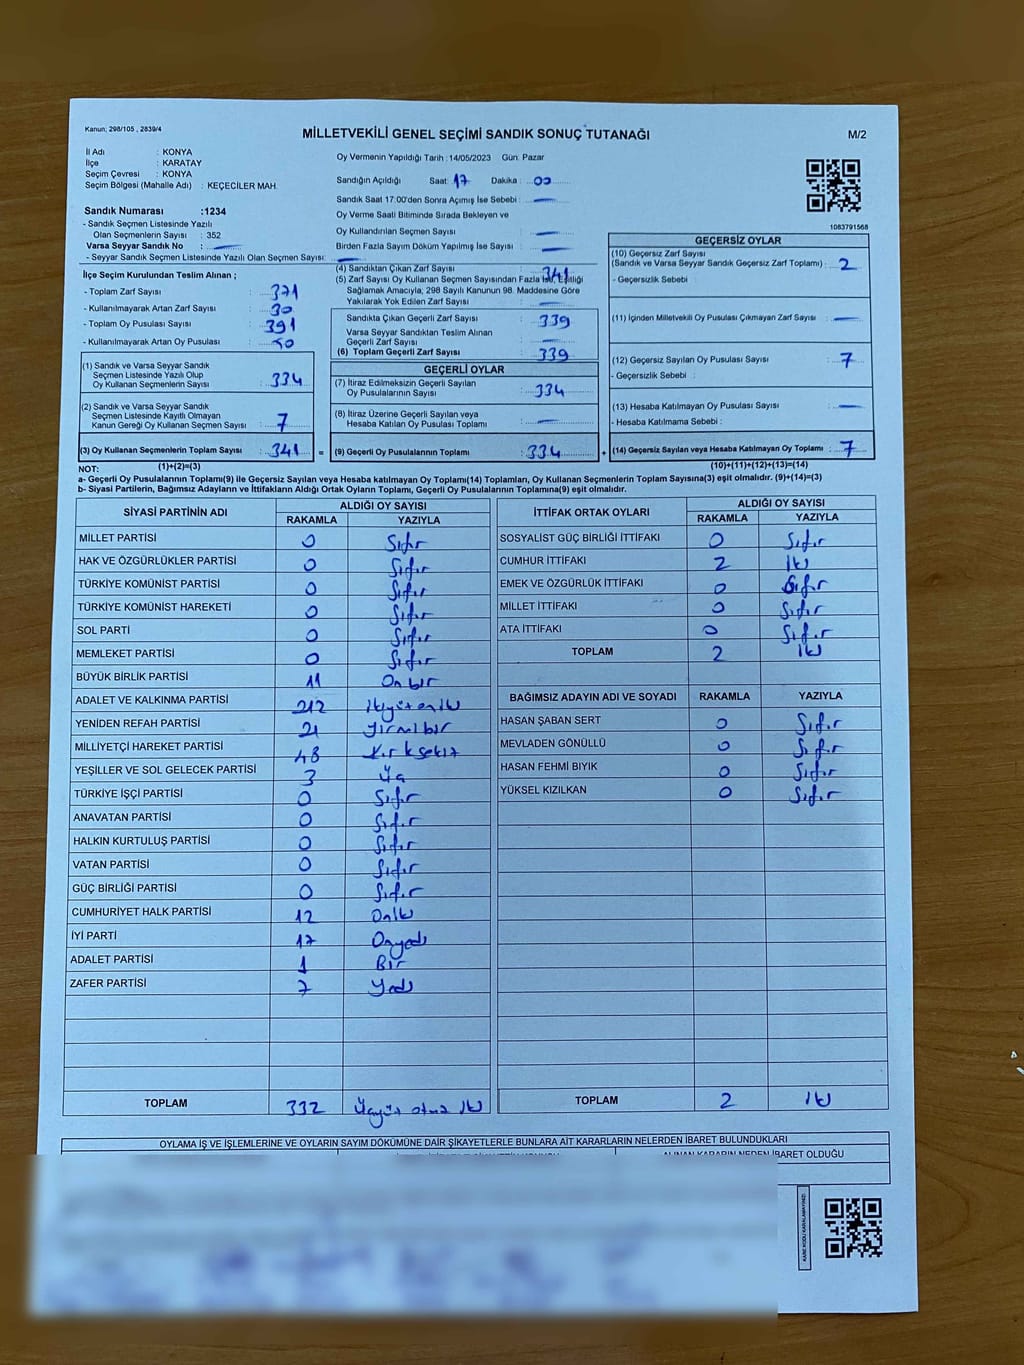 Kanun; 298/105 , 2839/4
MİLLETVEKİLİ GENEL SEÇİMİ SANDIK SONUÇ TUTANAĞI
M/2
İl Adı : KONYA
İlçe : KARATAY
Seçim Çevresi : KONYA
Seçim Bölgesi (Mahalle Adı) : KEÇECİLER MAH.
Sandık Numarası :1234
- Sandık Seçmen Listesinde Yazılı
Olan Seçmenlerin Sayısı : 352
Varsa Seyyar Sandık No :
- Seyyar Sandık Seçmen Listesinde Yazılı Olan Seçmen Sayısı:
Oy Vermenin Yapıldığı Tarih : 14/05/2023 Gün: Pazar
Sandığın Açıldığı Saat: 17 Dakika : 00
Sandık Saat 17:00'den Sonra Açımış İse Sebebi :
Oy Verme Saati Bitiminde Sırada Bekleyen ve
Oy Kullandırılan Seçmen Sayısı :
Birden Fazla Sayım Döküm Yapılmış İse Sayısı :
1083791568
İlçe Seçim Kurulundan Teslim Alınan ;
- Toplam Zarf Sayısı : 371
- Kullanılmayarak Artan Zarf Sayısı : 30
- Toplam Oy Pusulası Sayısı : 391
- Kullanılmayarak Artan Oy Pusulası : 50
(1) Sandık ve Varsa Seyyar Sandık
Seçmen Listesinde Yazılı Olup
Oy Kullanan Seçmenlerin Sayısı : 334
(2) Sandık ve Varsa Seyyar Sandık
Seçmen Listesinde Kayıtlı Olmayan
Kanun Gereği Oy Kullanan Seçmen Sayısı : 7
(3) Oy Kullanan Seçmenlerin Toplam Sayısı : 341 =
(4) Sandıktan Çıkan Zarf Sayısı : 341
(5) Zarf Sayısı Oy Kullanan Seçmen Sayısından Fazla İse, Eşitliği
Sağlamak Amacıyla, 298 Sayılı Kanunun 98. Maddesine Göre
Yakılarak Yok Edilen Zarf Sayısı :
Sandıkta Çıkan Geçerli Zarf Sayısı : 339
Varsa Seyyar Sandıktan Teslim Alınan
Geçerli Zarf Sayısı :
(6) Toplam Geçerli Zarf Sayısı : 339
GEÇERLİ OYLAR
(7) İtiraz Edilmeksizin Geçerli Sayılan
Oy Pusulalarının Sayısı : 334
(8) İtiraz Üzerine Geçerli Sayılan veya
Hesaba Katılan Oy Pusulası Toplamı :
(9) Geçerli Oy Pusulalarının Toplamı : 334 +
GEÇERSİZ OYLAR
(10) Geçersiz Zarf Sayısı
(Sandık ve Varsa Seyyar Sandık Geçersiz Zarf Toplamı) : 2
- Geçersizlik Sebebi :
(11) İçinden Milletvekili Oy Pusulası Çıkmayan Zarf Sayısı :
(12) Geçersiz Sayılan Oy Pusulası Sayısı : 7
- Geçersizlik Sebebi :
(13) Hesaba Katılmayan Oy Pusulası Sayısı :
- Hesaba Katılmama Sebebi :
(14) Geçersiz Sayılan veya Hesaba Katılmayan Oy Toplamı : 7
NOT: (1)+(2)=(3) (10)+(11)+(12)+(13)=(14)
a- Geçerli Oy Pusulalarının Toplamı(9) ile Geçersiz Sayılan veya Hesaba katılmayan Oy Toplamı(14) Toplamları, Oy Kullanan Seçmenlerin Toplam Sayısına(3) eşit olmalıdır. (9)+(14)=(3)
b- Siyasi Partilerin, Bağımsız Adayların ve İttifakların Aldığı Ortak Oyların Toplamı, Geçerli Oy Pusulalarının Toplamına(9) eşit olmalıdır.
SİYASİ PARTİNİN ADI ALDIĞI OY SAYISI
RAKAMLA YAZIYLA
MİLLET PARTİSİ 0 Sıfır
HAK VE ÖZGÜRLÜKLER PARTİSİ 0 Sıfır
TÜRKİYE KOMÜNİST PARTİSİ 0 Sıfır
TÜRKİYE KOMÜNİST HAREKETİ 0 Sıfır
SOL PARTİ 0 Sıfır
MEMLEKET PARTİSİ 0 Sıfır
BÜYÜK BİRLİK PARTİSİ 11 Onbir
ADALET VE KALKINMA PARTİSİ 212 ikiyüzoniki
YENİDEN REFAH PARTİSİ 21 yirmibir
MİLLİYETÇİ HAREKET PARTİSİ 48 kırksekiz
YEŞİLLER VE SOL GELECEK PARTİSİ 3 Üç
TÜRKİYE İŞÇİ PARTİSİ 0 Sıfır
ANAVATAN PARTİSİ 0 Sıfır
HALKIN KURTULUŞ PARTİSİ 0 Sıfır
VATAN PARTİSİ 0 Sıfır
GÜÇ BİRLİĞİ PARTİSİ 0 Sıfır
CUMHURİYET HALK PARTİSİ 12 Oniki
İYİ PARTİ 17 Onyedi
ADALET PARTİSİ 1 Bir
ZAFER PARTİSİ 7 Yedi
TOPLAM 332 Üçyüz otuz iki
İTTİFAK ORTAK OYLARI ALDIĞI OY SAYISI
RAKAMLA YAZIYLA
SOSYALİST GÜÇ BİRLİĞİ İTTİFAKI 0 Sıfır
CUMHUR İTTİFAKI 2 İki
EMEK VE ÖZGÜRLÜK İTTİFAKI 0 Sıfır
MİLLET İTTİFAKI 0 Sıfır
ATA İTTİFAKI 0 Sıfır
TOPLAM 2 iki
BAĞIMSIZ ADAYIN ADI VE SOYADI RAKAMLA YAZIYLA
HASAN ŞABAN SERT 0 Sıfır
MEVLADEN GÖNÜLLÜ 0 Sıfır
HASAN FEHMİ BIYIK 0 Sıfır
YÜKSEL KIZILKAN 0 Sıfır
TOPLAM 2 iki
OYLAMA İŞ VE İŞLEMLERİNE VE OYLARIN SAYIM DÖKÜMÜNE DAİR ŞİKAYETLERLE BUNLARA AİT KARARLARIN NELERDEN İBARET BULUNDUKLARI
ALINAN KARARIN NEDEN İBARET OLDUĞU